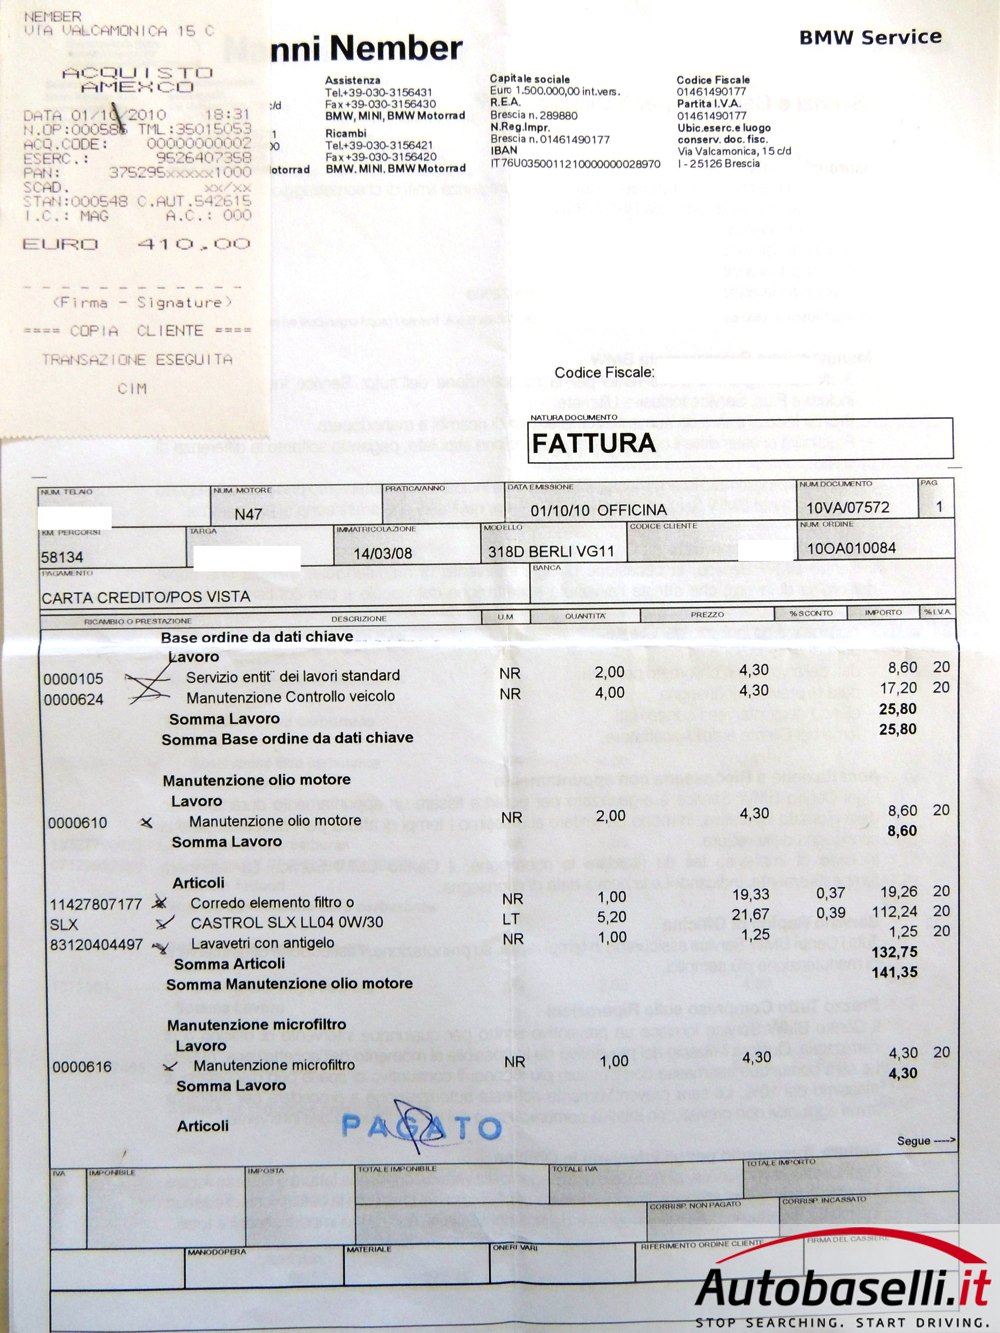 NEMBER
VIA VALCAMONICA 15 C
ACQUISTO
AMEXCO
DATA 01/10/2010 18:31
N.OP:000586 TML:35015053
ACQ.CODE: 00000000002
ESERC.: 9526407358
PAN: 375295xxxxx1000
SCAD. xx/xx
STAN:000548 C.AUT.542615
I.C.: MAG A.C.: 000
EURO 410,00
(Firma - Signature)
==== COPIA CLIENTE ====
TRANSAZIONE ESEGUITA
CIM
nni Nember
BMW Service
Assistenza
Tel.+39-030-3156431
Fax +39-030-3156430
BMW, MINI, BMW Motorrad
Ricambi
Tel.+39-030-3156421
Fax +39-030-3156420
BMW, MINI, BMW Motorrad
c/d
otorrad
Capitale sociale
Euro 1.500.000,00 int.vers.
R.E.A.
Brescia n. 289880
N.Reg.Impr.
Brescia n. 01461490177
IBAN
IT76U0350011210000000028970
Codice Fiscale
01461490177
Partita I.V.A.
01461490177
Ubic.eserc.e luogo
conserv. doc. fisc.
Via Valcamonica, 15 c/d
I - 25126 Brescia
Codice Fiscale:
NATURA DOCUMENTO
FATTURA
NUM. TELAIO NUM. MOTORE PRATICA/ANNO DATA EMISSIONE NUM. DOCUMENTO PAG.
N47 01/10/10 OFFICINA 10VA/07572 1
KM PERCORSI TARGA IMMATRICOLAZIONE MODELLO CODICE CLIENTE NUM. ORDINE
58134 14/03/08 318D BERLI VG11 10OA010084
PAGAMENTO BANCA
CARTA CREDITO/POS VISTA
RICAMBIO O PRESTAZIONE DESCRIZIONE U.M QUANTITA' PREZZO % SCONTO IMPORTO % I.V.A.
Base ordine da dati chiave
Lavoro
0000105 Servizio entit¨ dei lavori standard NR 2,00 4,30 8,60 20
0000624 Manutenzione Controllo veicolo NR 4,00 4,30 17,20 20
Somma Lavoro 25,80
Somma Base ordine da dati chiave 25,80
Manutenzione olio motore
Lavoro
0000610 Manutenzione olio motore NR 2,00 4,30 8,60 20
Somma Lavoro 8,60
Articoli
11427807177 Corredo elemento filtro o NR 1,00 19,33 0,37 19,26 20
SLX CASTROL SLX LL04 0W/30 LT 5,20 21,67 0,39 112,24 20
83120404497 Lavavetri con antigelo NR 1,00 1,25 1,25 20
Somma Articoli 132,75
Somma Manutenzione olio motore 141,35
Manutenzione microfiltro
Lavoro
0000616 Manutenzione microfiltro NR 1,00 4,30 4,30 20
Somma Lavoro 4,30
Articoli
PAGATO
Segue ---->
IVA IMPONIBILE IMPOSTA TOTALE IMPONIBILE TOTALE IVA TOTALE IMPORTO
CORRISP. NON PAGATO CORRISP. INCASSATO
MANODOPERA MATERIALE ONERI VARI RIFERIMENTO ORDINE CLIENTE FIRMA DEL CASSIERE
Autobaselli.it
STOP SEARCHING. START DRIVING.